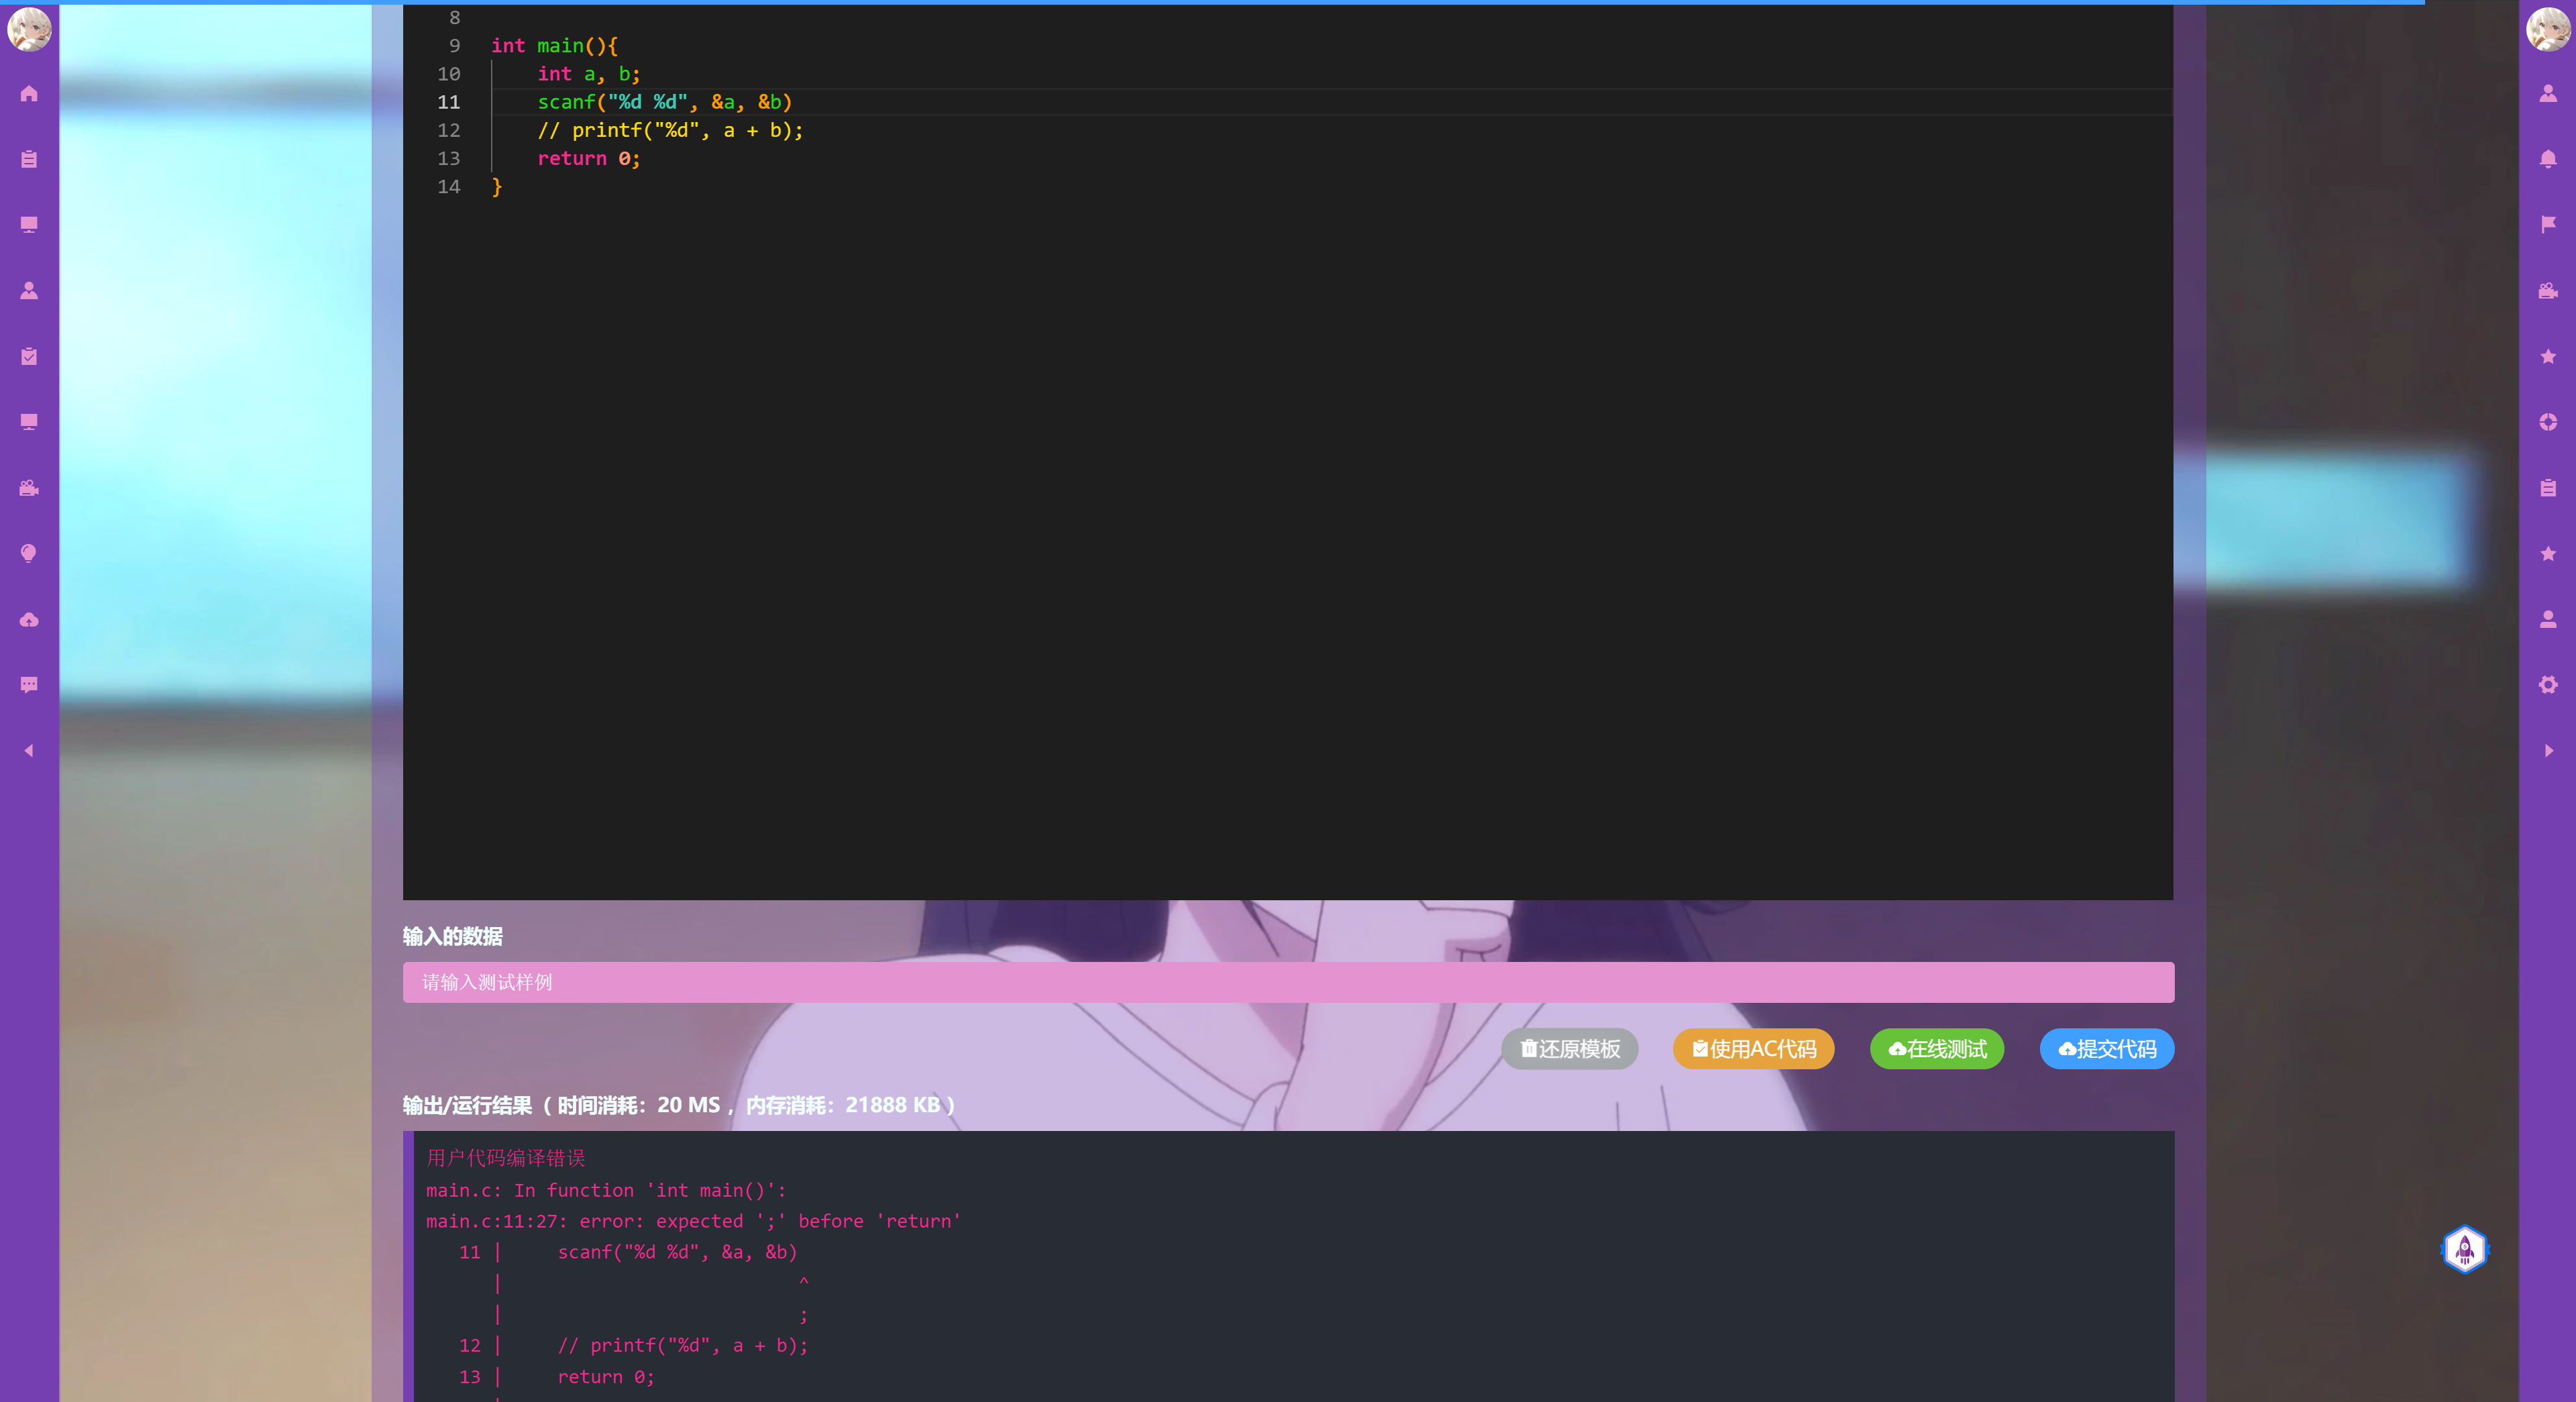 8
9 int main(){
10     int a, b;
11     scanf("%d %d", &a, &b)
12     // printf("%d", a + b);
13     return 0;
14 }
输入的数据
请输入测试样例
还原模板 使用AC代码 在线测试 提交代码
输出/运行结果（ 时间消耗：20 MS ，内存消耗：21888 KB ）
用户代码编译错误
main.c: In function 'int main()':
main.c:11:27: error: expected ';' before 'return'
   11 |     scanf("%d %d", &a, &b)
      |                           ^
      |                           ;
   12 |     // printf("%d", a + b);
   13 |     return 0;